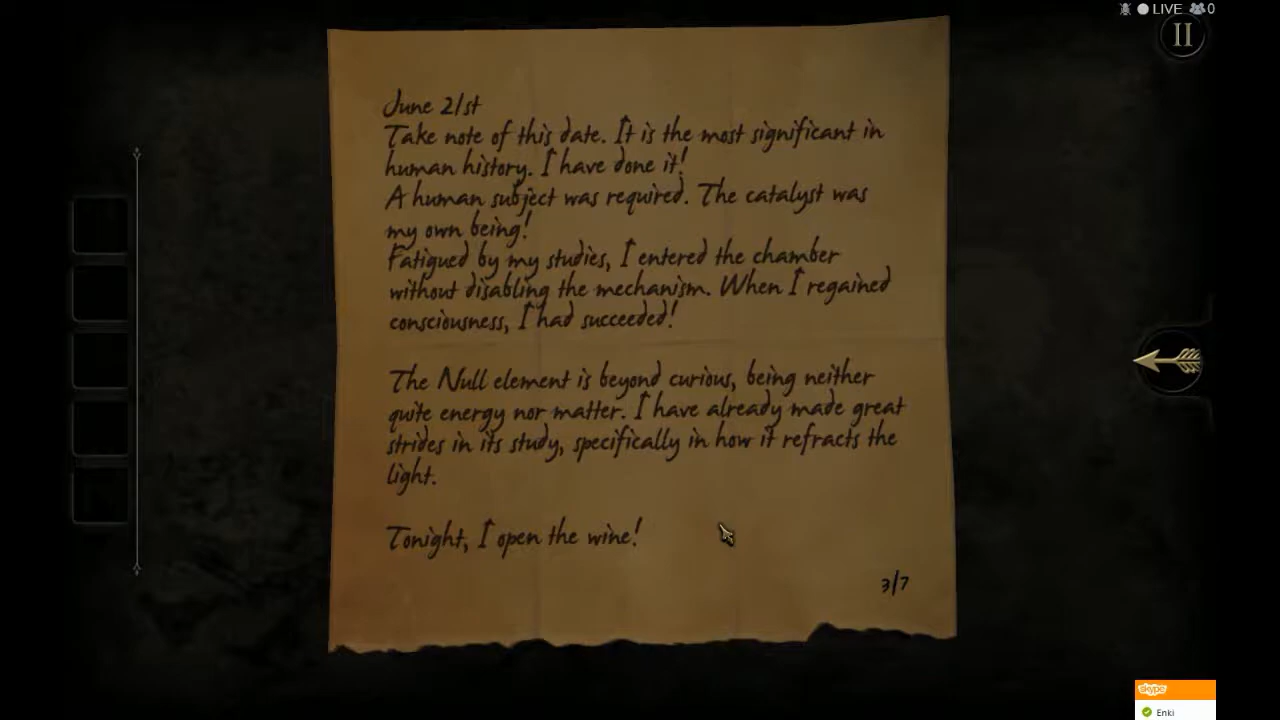 LIVE 0
June 21st
Take note of this date. It is the most significant in
human history. I have done it!
A human subject was required. The catalyst was
my own being!
Fatigued by my studies, I entered the chamber
without disabling the mechanism. When I regained
consciousness, I had succeeded!
The Null element is beyond curious, being neither
quite energy nor matter. I have already made great
strides in its study, specifically in how it refracts the
light.
Tonight, I open the wine!
3/7
skype
Enki